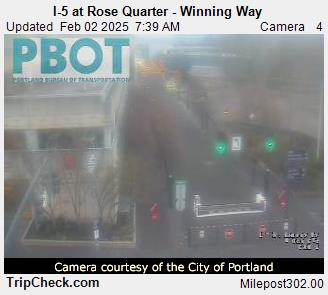 I-5 at Rose Quarter - Winning Way
Updated Feb 02 2025 7:39 AM Camera 4
PBOT
PORTLAND BUREAU OF TRANSPORTATION
Camera courtesy of the City of Portland
TripCheck.com Milepost302.00